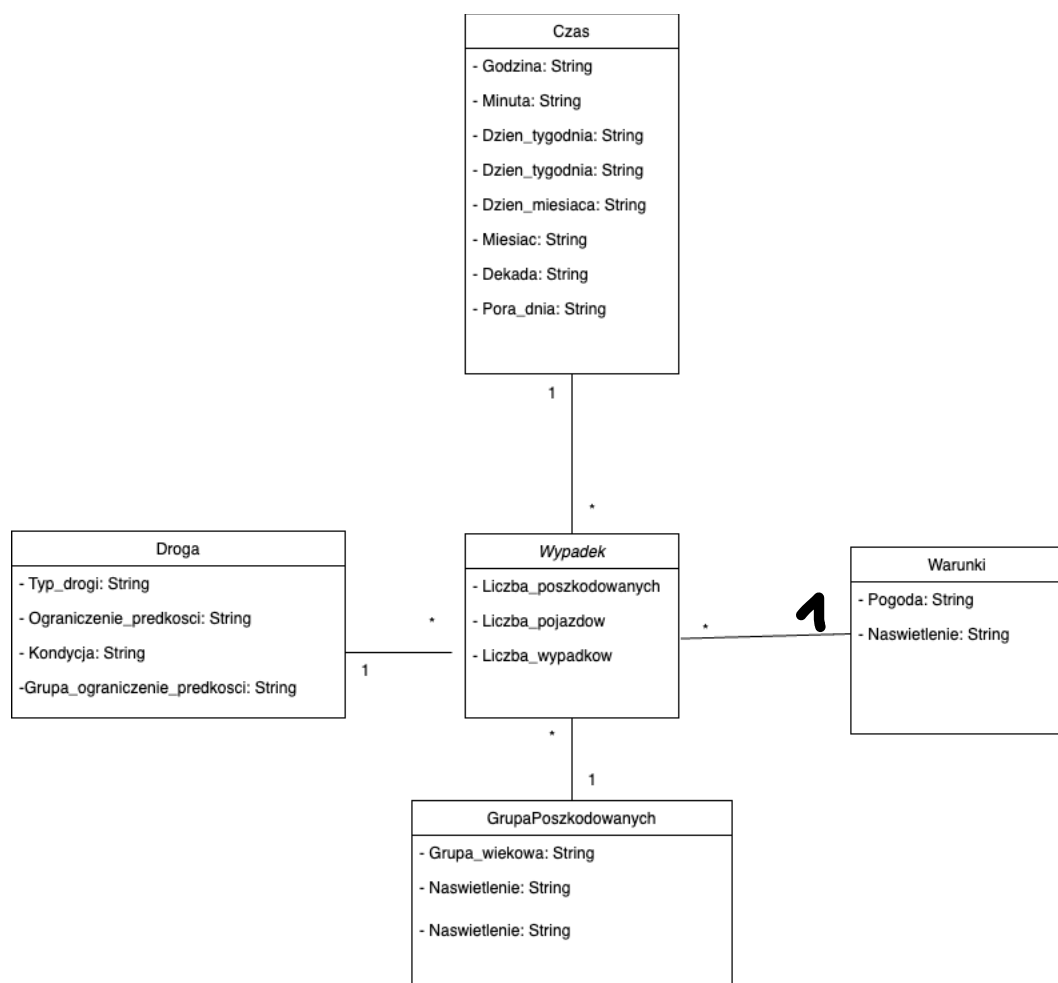 Czas
- Godzina: String
- Minuta: String
- Dzien_tygodnia: String
- Dzien_tygodnia: String
- Dzien_miesiaca: String
- Miesiac: String
- Dekada: String
- Pora_dnia: String
1
*
Droga
- Typ_drogi: String
- Ograniczenie_predkosci: String
- Kondycja: String
-Grupa_ograniczenie_predkosci: String
*
1
Wypadek
- Liczba_poszkodowanych
- Liczba_pojazdow
- Liczba_wypadkow
*
1
Warunki
- Pogoda: String
- Naswietlenie: String
*
1
GrupaPoszkodowanych
- Grupa_wiekowa: String
- Naswietlenie: String
- Naswietlenie: String